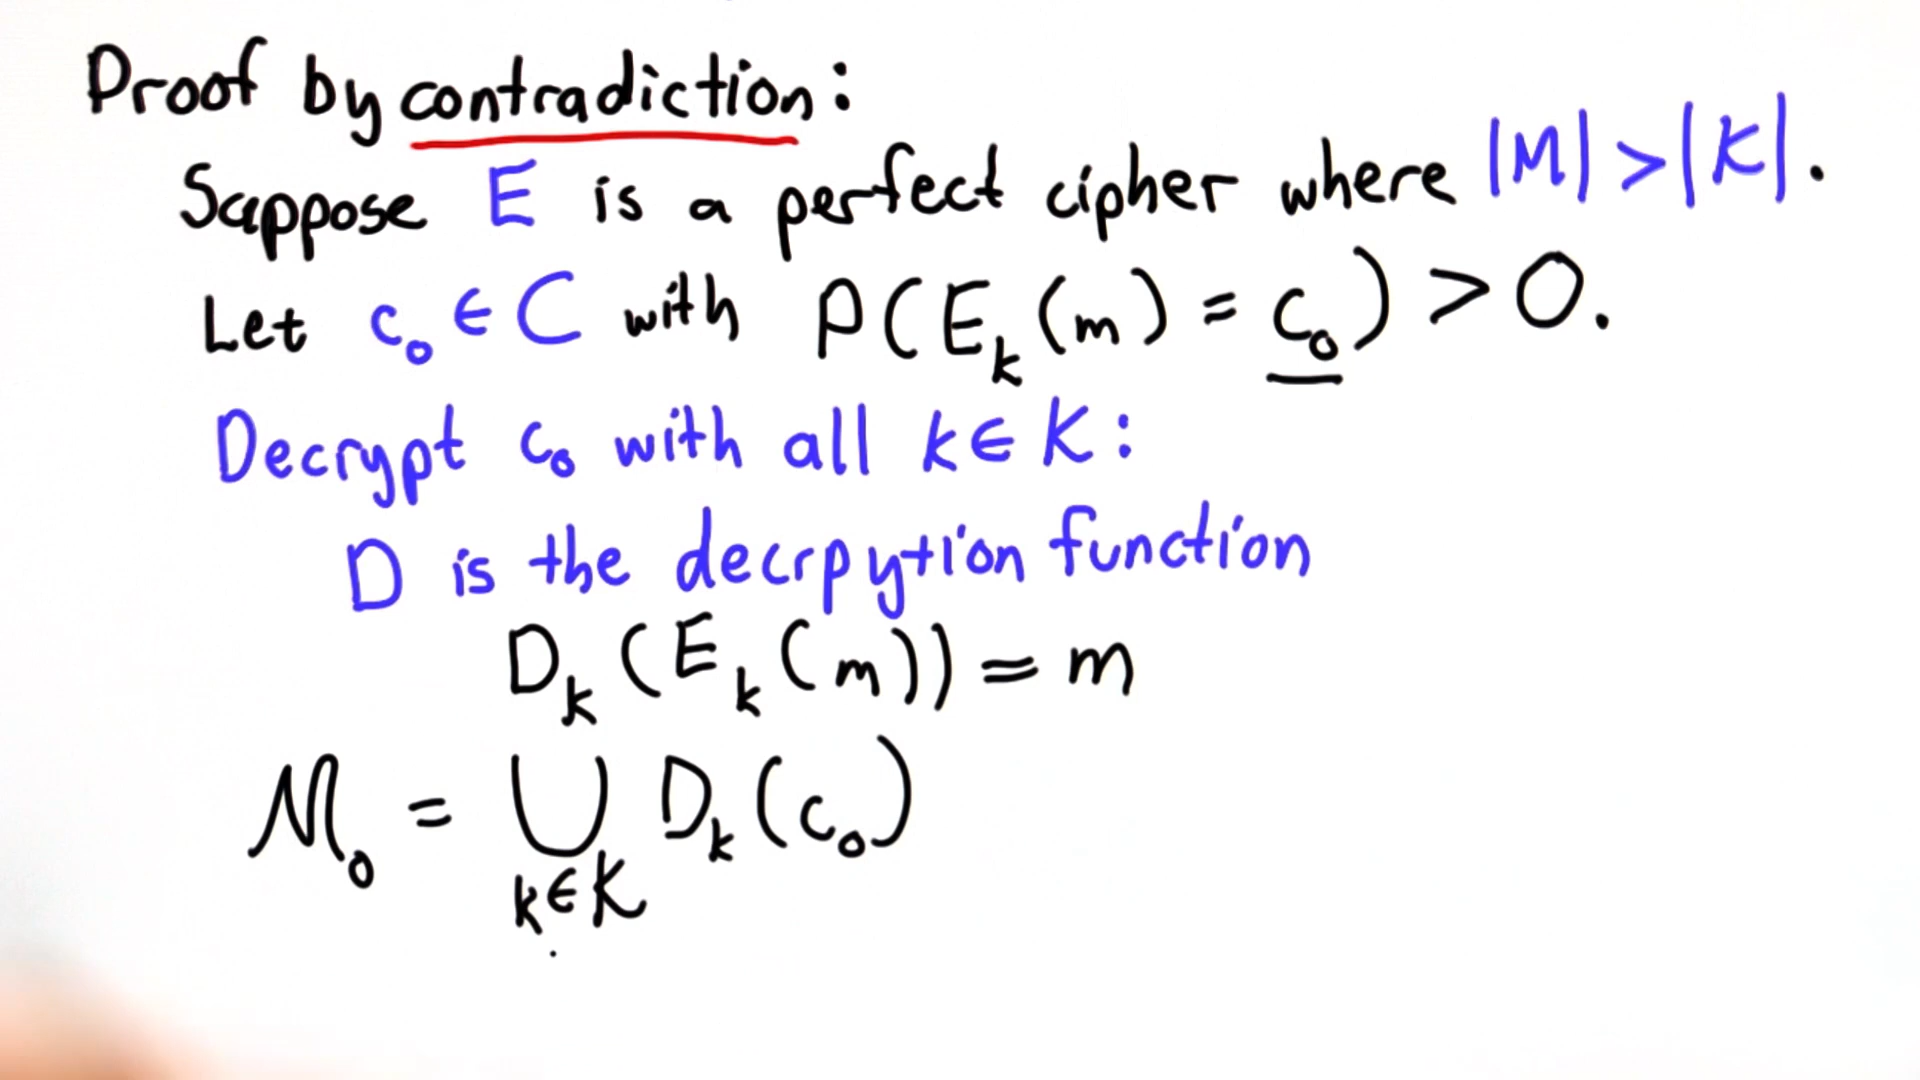 Proof by contradiction:
Suppose E is a perfect cipher where |M| > |K|.
Let c₀ ∈ C with P(Eₖ(m) = c₀) > 0.
Decrypt c₀ with all k ∈ K:
D is the decrpytion function
Dₖ(Eₖ(m)) = m
M₀ = ⋃ Dₖ(c₀)
k∈K